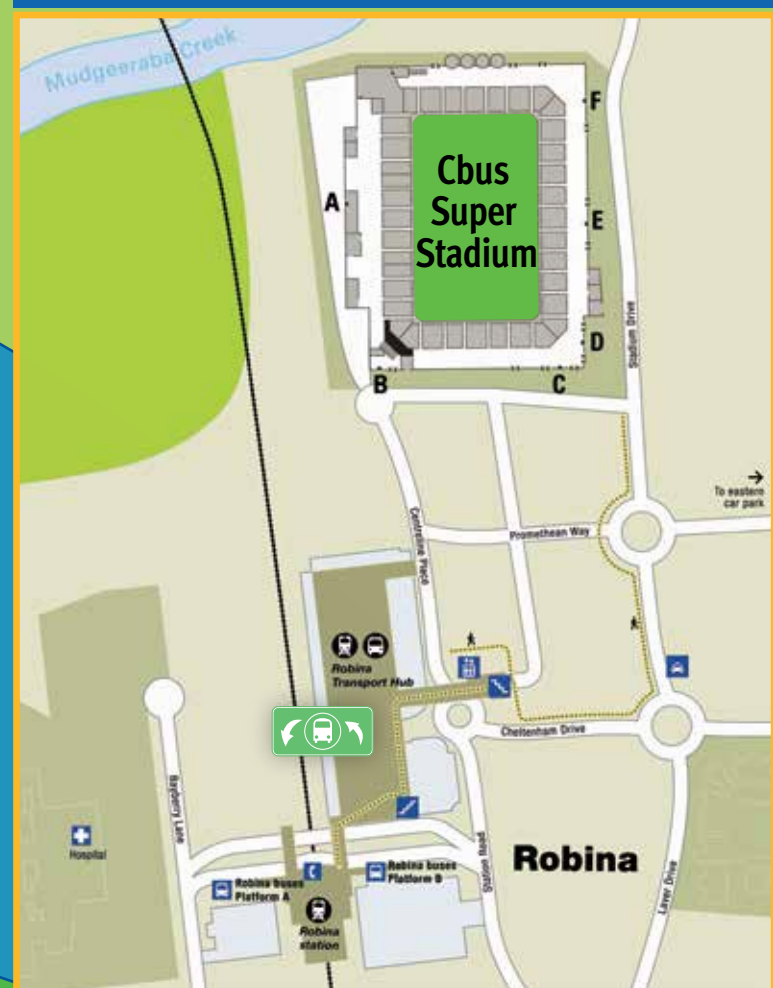 Mudgeeraba Creek
Cbus
Super
Stadium
A
B
C
D
E
F
Stadium Drive
To eastern
car park
Promethean Way
Centreline Place
Robina
Transport Hub
Cheltenham Drive
Bayberry Lane
Hospital
Robina buses
Platform A
Robina buses
Platform B
Station Road
Robina
Laver Drive
Robina
station